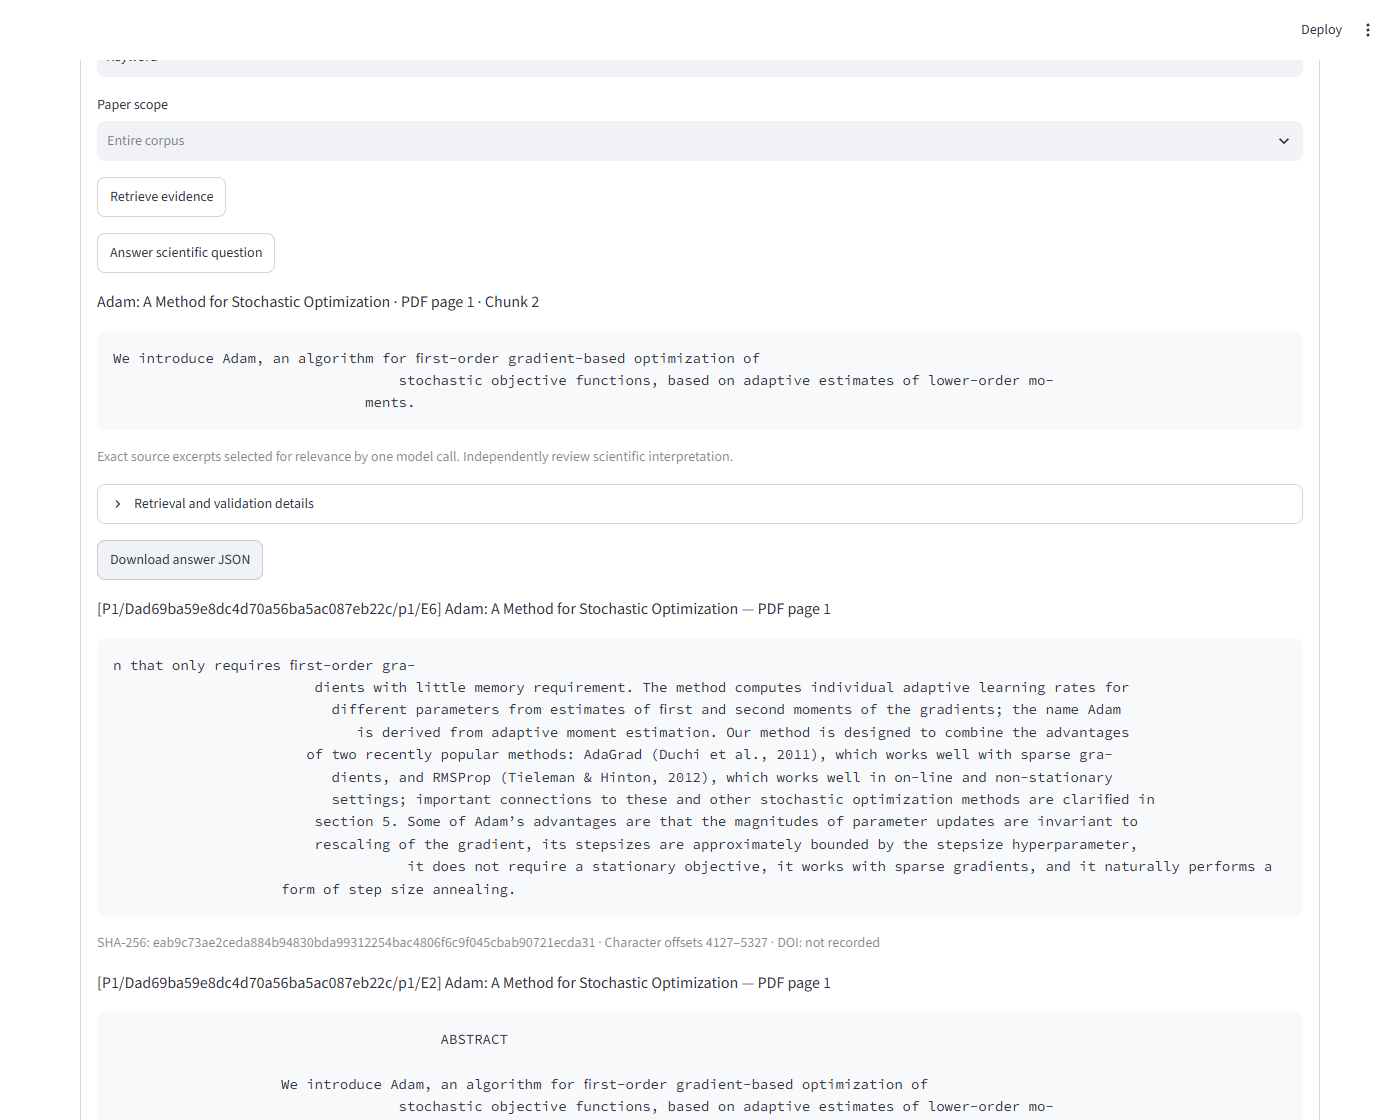 Deploy
Keyword
Paper scope
Entire corpus
Retrieve evidence
Answer scientific question
Adam: A Method for Stochastic Optimization · PDF page 1 · Chunk 2
We introduce Adam, an algorithm for first-order gradient-based optimization of
stochastic objective functions, based on adaptive estimates of lower-order mo-
ments.
Exact source excerpts selected for relevance by one model call. Independently review scientific interpretation.
Retrieval and validation details
Download answer JSON
[P1/Dad69ba59e8dc4d70a56ba5ac087eb22c/p1/E6] Adam: A Method for Stochastic Optimization — PDF page 1
n that only requires first-order gra-
dients with little memory requirement. The method computes individual adaptive learning rates for
different parameters from estimates of first and second moments of the gradients; the name Adam
is derived from adaptive moment estimation. Our method is designed to combine the advantages
of two recently popular methods: AdaGrad (Duchi et al., 2011), which works well with sparse gra-
dients, and RMSProp (Tieleman & Hinton, 2012), which works well in on-line and non-stationary
settings; important connections to these and other stochastic optimization methods are clarified in
section 5. Some of Adam’s advantages are that the magnitudes of parameter updates are invariant to
rescaling of the gradient, its stepsizes are approximately bounded by the stepsize hyperparameter,
it does not require a stationary objective, it works with sparse gradients, and it naturally performs a
form of step size annealing.
SHA-256: eab9c73ae2ceda884b94830bda99312254bac4806f6c9f045cbab90721ecda31 · Character offsets 4127–5327 · DOI: not recorded
[P1/Dad69ba59e8dc4d70a56ba5ac087eb22c/p1/E2] Adam: A Method for Stochastic Optimization — PDF page 1
ABSTRACT
We introduce Adam, an algorithm for first-order gradient-based optimization of
stochastic objective functions, based on adaptive estimates of lower-order mo-